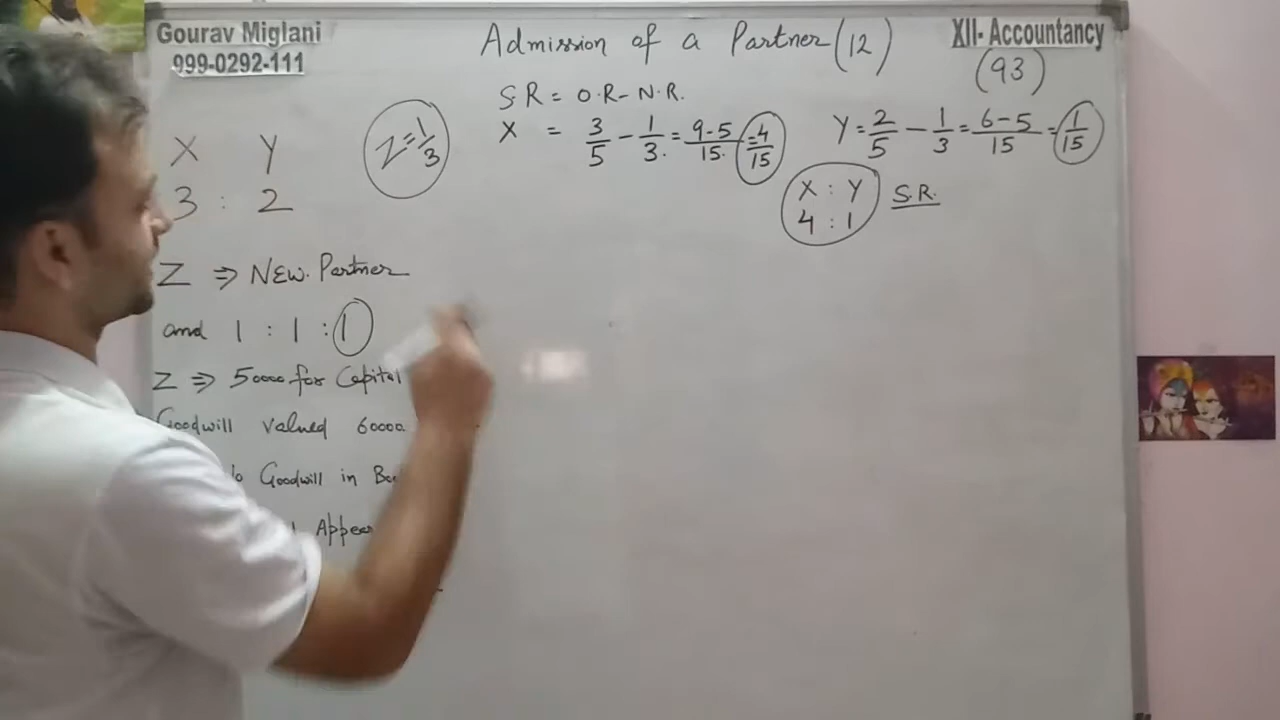 Gourav Miglani
999-0292-111
Admission of a Partner (12)
XII- Accountancy
(93)
S.R = O.R - N.R.
X = 3/5 - 1/3 = 9-5/15 = 4/15
Y = 2/5 - 1/3 = 6-5/15 = 1/15
X : Y S.R.
4 : 1
X Y
3 : 2
Z = 1/3
Z ⇒ NEW. Partner
and 1 : 1 : 1
Z ⇒ 50000 for Capital
Goodwill Valued 60000
Goodwill in
Appear